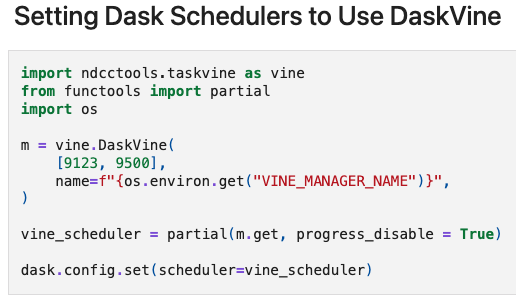 Setting Dask Schedulers to Use DaskVine
import ndcctools.taskvine as vine
from functools import partial
import os
m = vine.DaskVine(
    [9123, 9500],
    name=f"{os.environ.get("VINE_MANAGER_NAME")}",
)
vine_scheduler = partial(m.get, progress_disable = True)
dask.config.set(scheduler=vine_scheduler)